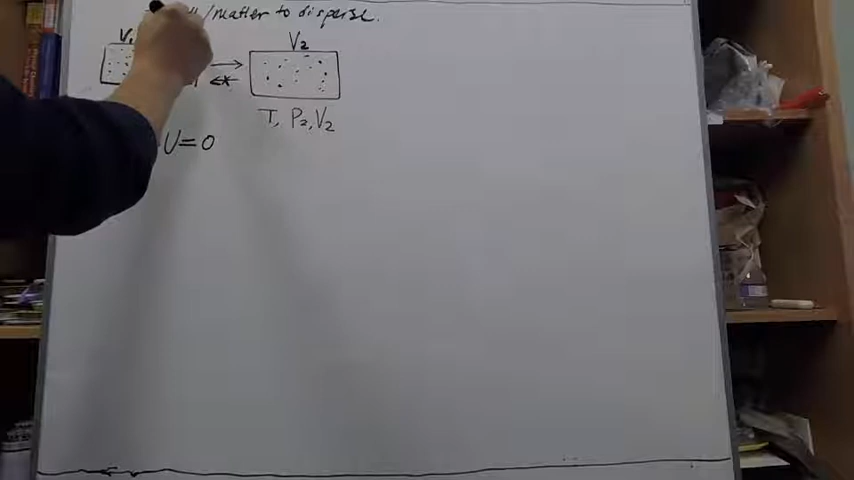 /matter to disperse.
V₂
T, P₂, V₂
U=0